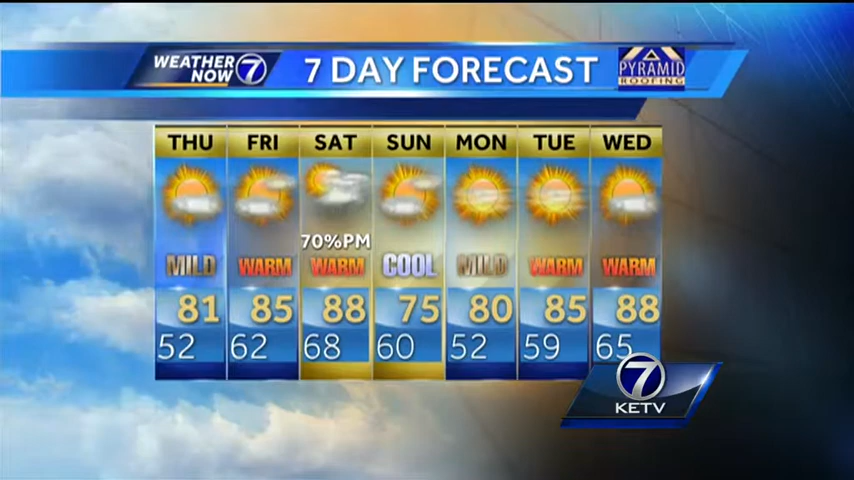 WEATHER NOW 7
7 DAY FORECAST
PYRAMID
ROOFING
THU FRI SAT SUN MON TUE WED
70%PM
MILD WARM WARM COOL MILD WARM WARM
81 85 88 75 80 85 88
52 62 68 60 52 59 65
7
KETV